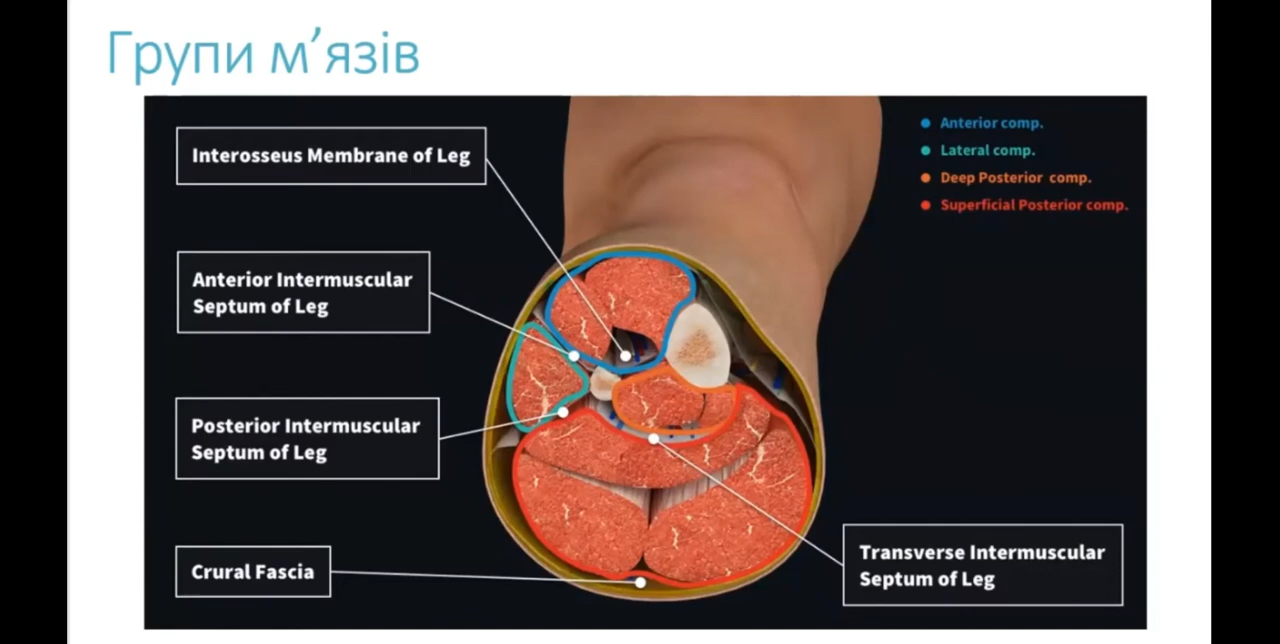 Групи м’язів
Interosseus Membrane of Leg
Anterior Intermuscular
Septum of Leg
Posterior Intermuscular
Septum of Leg
Crural Fascia
Anterior comp.
Lateral comp.
Deep Posterior comp.
Superficial Posterior comp.
Transverse Intermuscular
Septum of Leg